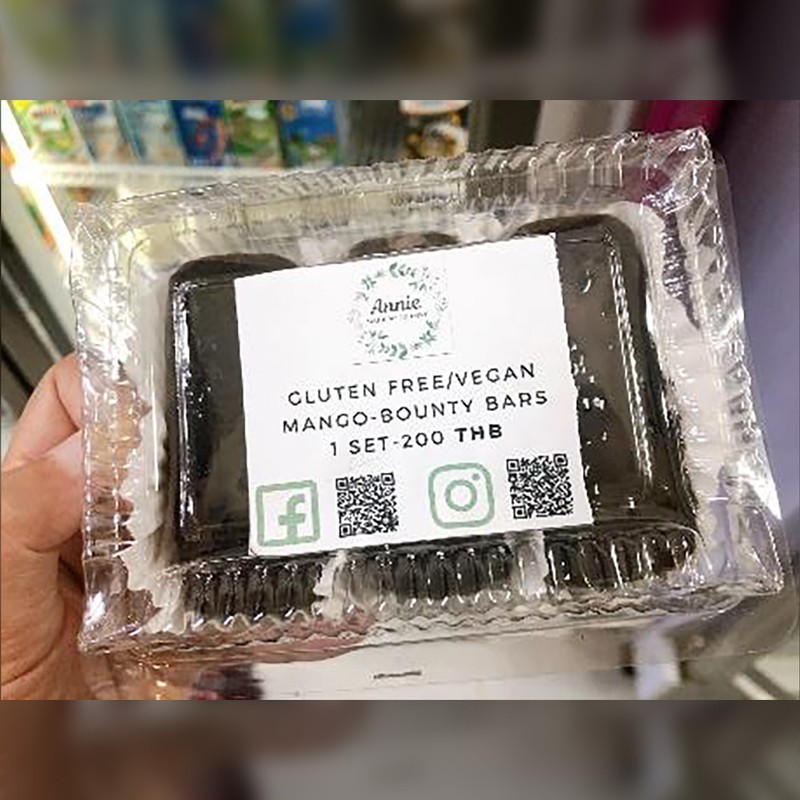 Annie
GLUTEN FREE/VEGAN
MANGO-BOUNTY BARS
1 SET-200 THB